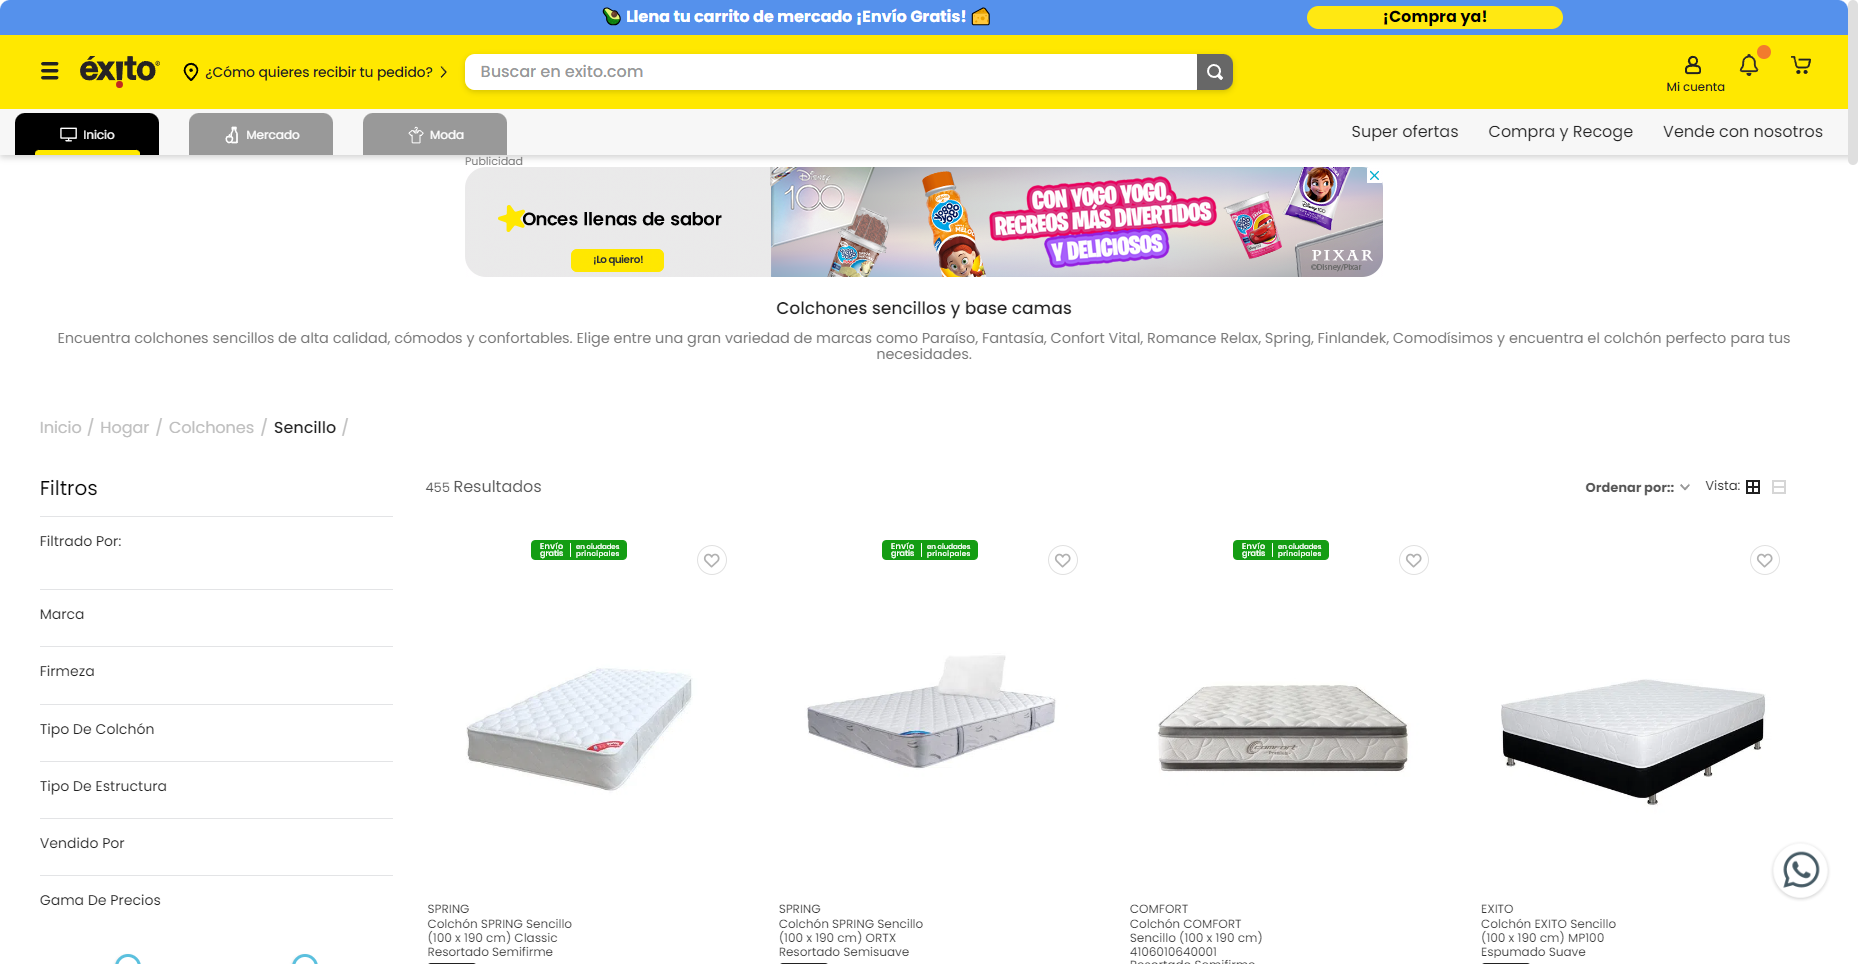 Llena tu carrito de mercado ¡Envío Gratis!
¡Compra ya!
éxito
¿Cómo quieres recibir tu pedido?
Buscar en exito.com
Mi cuenta
Inicio
Mercado
Moda
Super ofertas
Compra y Recoge
Vende con nosotros
Publicidad
Onces llenas de sabor
¡Lo quiero!
Disney
100
CON YOGO YOGO,
RECREOS MÁS DIVERTIDOS
Y DELICIOSOS
PIXAR
©Disney/Pixar
Colchones sencillos y base camas
Encuentra colchones sencillos de alta calidad, cómodos y confortables. Elige entre una gran variedad de marcas como Paraíso, Fantasía, Confort Vital, Romance Relax, Spring, Finlandek, Comodísimos y encuentra el colchón perfecto para tus
necesidades.
Inicio / Hogar / Colchones / Sencillo /
Filtros
Filtrado Por:
Marca
Firmeza
Tipo De Colchón
Tipo De Estructura
Vendido Por
Gama De Precios
455 Resultados
Ordenar por::
Vista:
Envío gratis | en ciudades principales
Envío gratis | en ciudades principales
Envío gratis | en ciudades principales
SPRING
Colchón SPRING Sencillo
(100 x 190 cm) Classic
Resortado Semifirme
SPRING
Colchón SPRING Sencillo
(100 x 190 cm) ORTX
Resortado Semisuave
COMFORT
Colchón COMFORT
Sencillo (100 x 190 cm)
4106010640001
Resortado Semifirme
EXITO
Colchón EXITO Sencillo
(100 x 190 cm) MP100
Espumado Suave